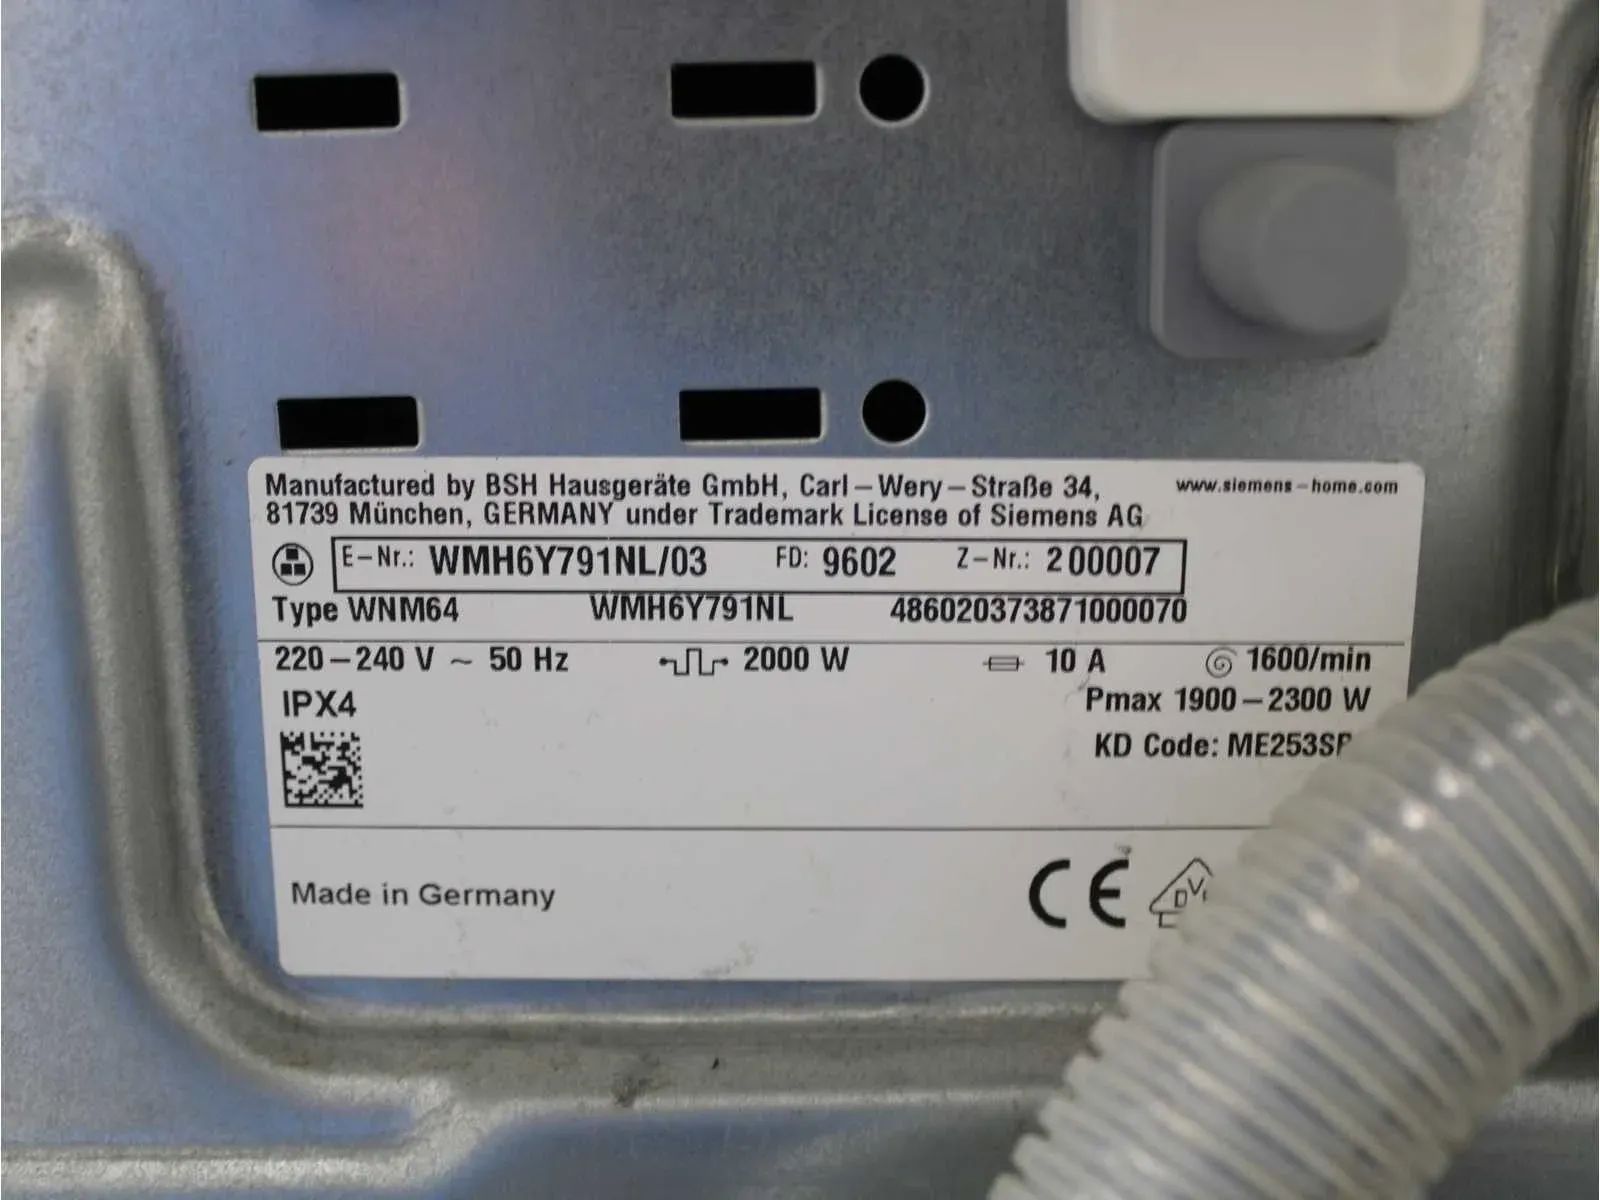 Manufactured by BSH Hausgeräte GmbH, Carl–Wery–Straße 34,
www.siemens–home.com
81739 München, GERMANY under Trademark License of Siemens AG
E–Nr.: WMH6Y791NL/03 FD: 9602 Z–Nr.: 200007
Type WNM64 WMH6Y791NL 486020373871000070
220–240 V ~ 50 Hz 2000 W 10 A 1600/min
IPX4 Pmax 1900–2300 W
KD Code:
Made in Germany CE